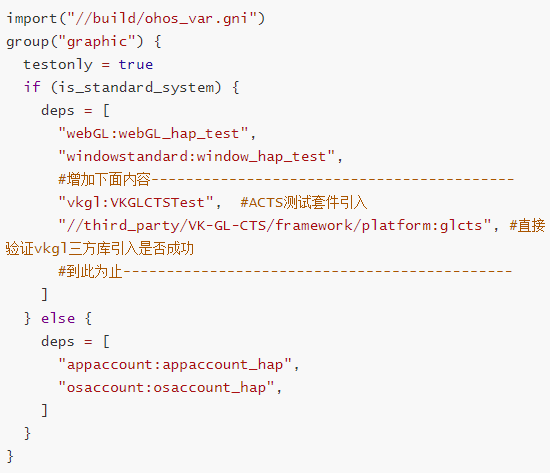 import("//build/ohos_var.gni")
group("graphic") {
  testonly = true
  if (is_standard_system) {
    deps = [
      "webGL:webGL_hap_test",
      "windowstandard:window_hap_test",
      #增加下面内容------------------------------------------
      "vkgl:VKGLCTSTest",  #ACTS测试套件引入
      "//third_party/VK-GL-CTS/framework/platform:glcts", #直接
验证vkgl三方库引入是否成功
      #到此为止---------------------------------------------
    ]
  } else {
    deps = [
      "appaccount:appaccount_hap",
      "osaccount:osaccount_hap",
    ]
  }
}